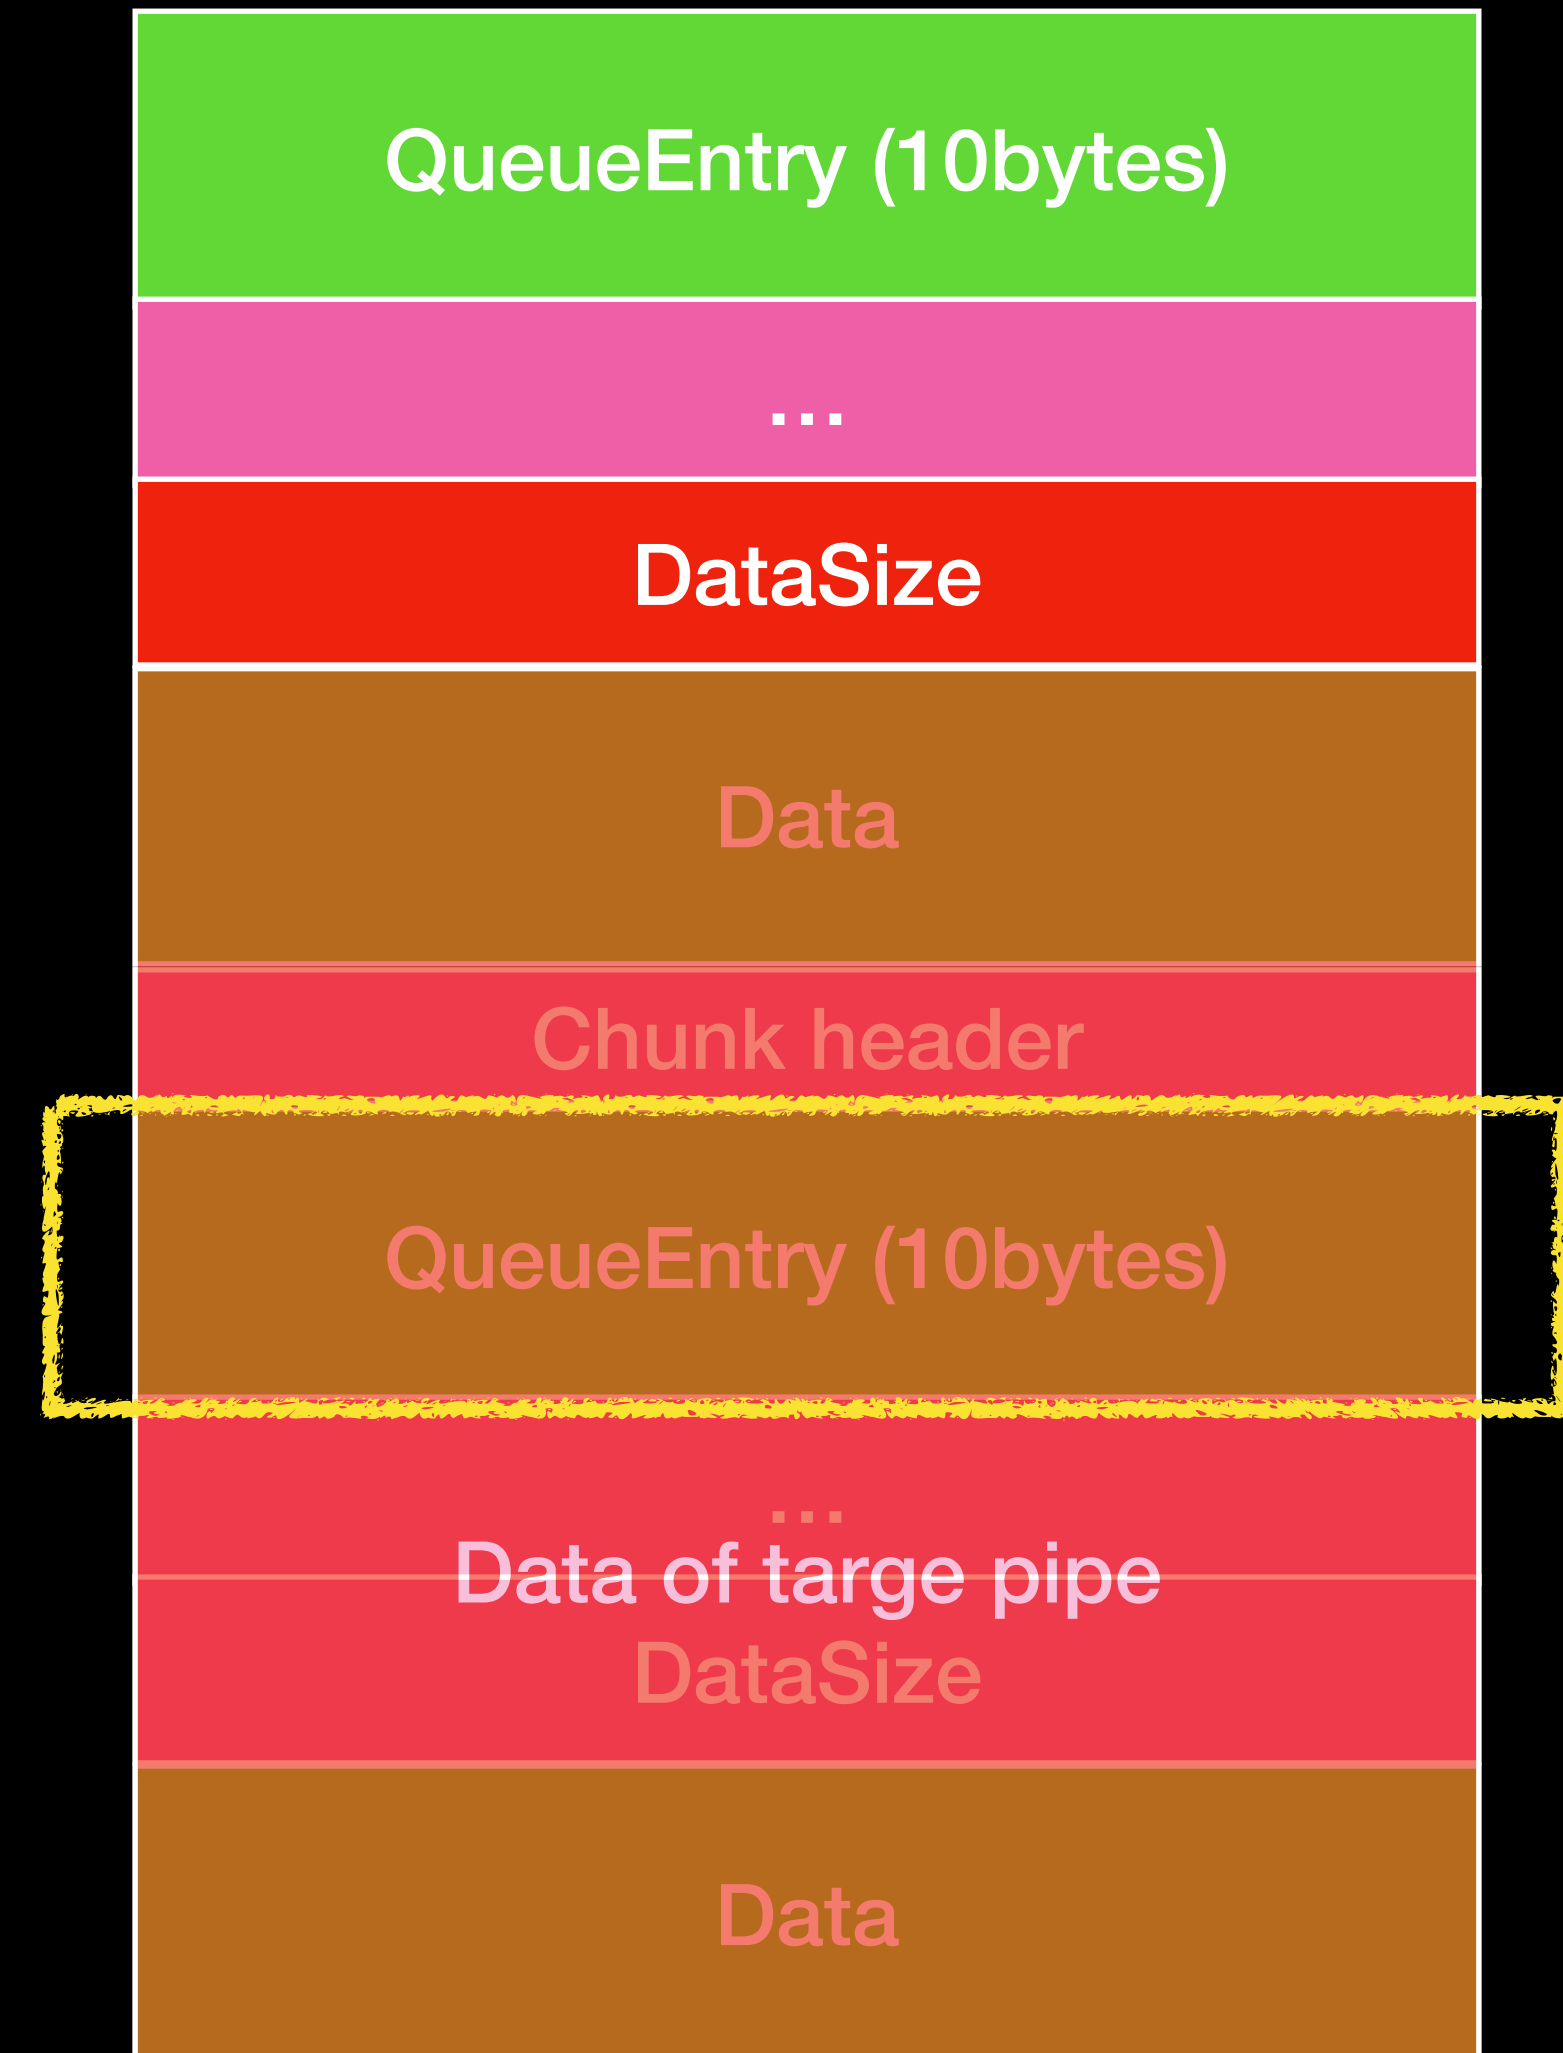 QueueEntry (10bytes)
...
DataSize
Data
Chunk header
QueueEntry (10bytes)
...
Data of targe pipe
DataSize
Data